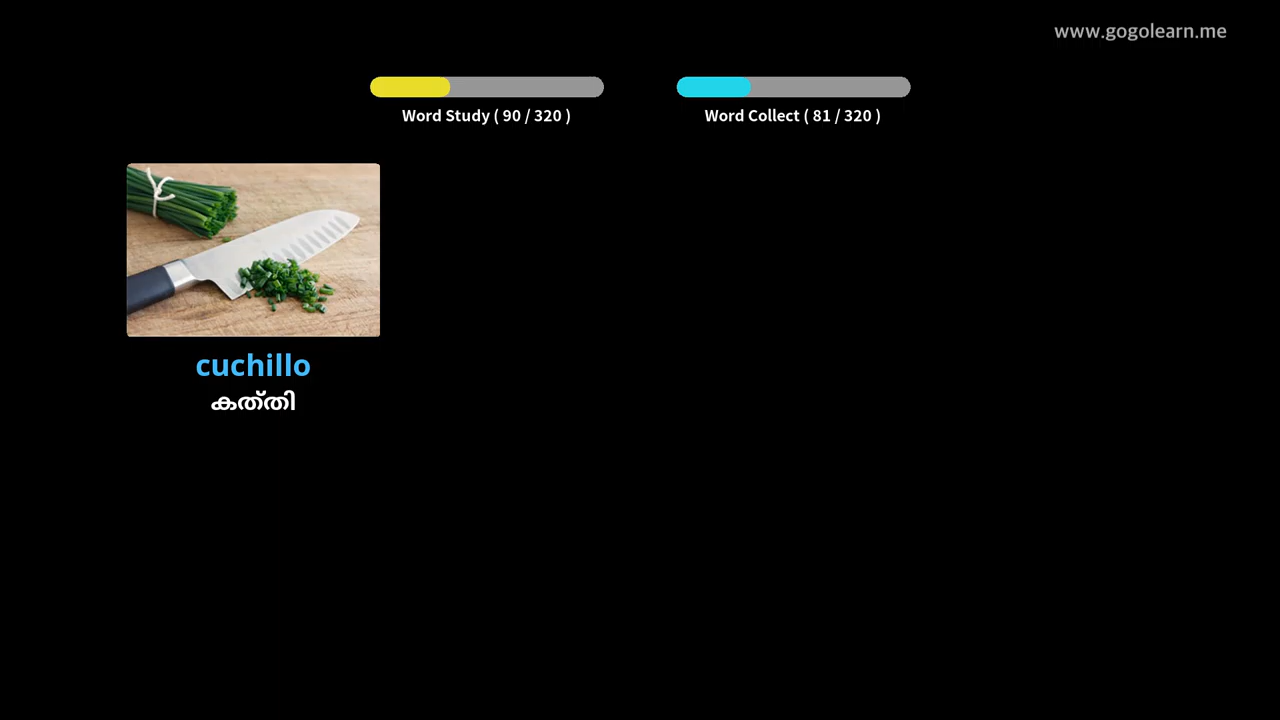 www.gogolearn.me
Word Study ( 90 / 320 )
Word Collect ( 81 / 320 )
cuchillo
കത്തി